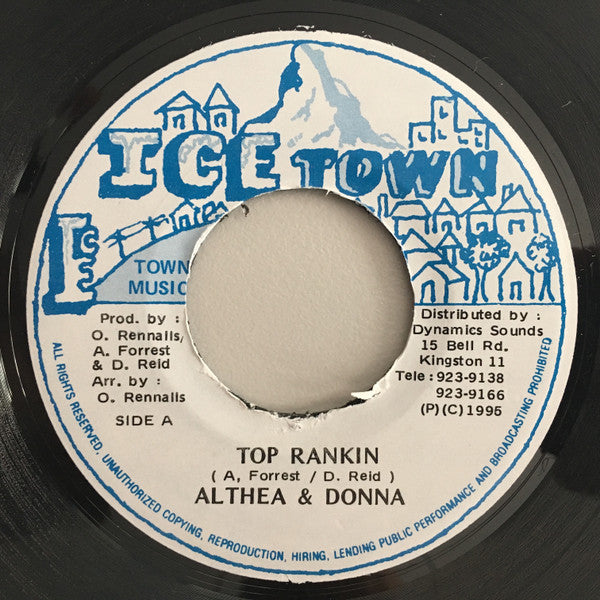 ICE TOWN
ICE
TOWN
MUSIC
Prod. by :
O. Rennalls/
A. Forrest
& D. Reid
Arr. by :
O. Rennalls
SIDE A
Distributed by :
Dynamics Sounds
15 Bell Rd.
Kingston 11
Tele : 923-9138
923-9166
(P)(C)1995
TOP RANKIN
( A, Forrest / D. Reid )
ALTHEA & DONNA
ALL RIGHTS RESERVED, UNAUTHORIZED COPYING, REPRODUCTION, HIRING, LENDING PUBLIC PERFORMANCE AND BROADCASTING PROHIBITED